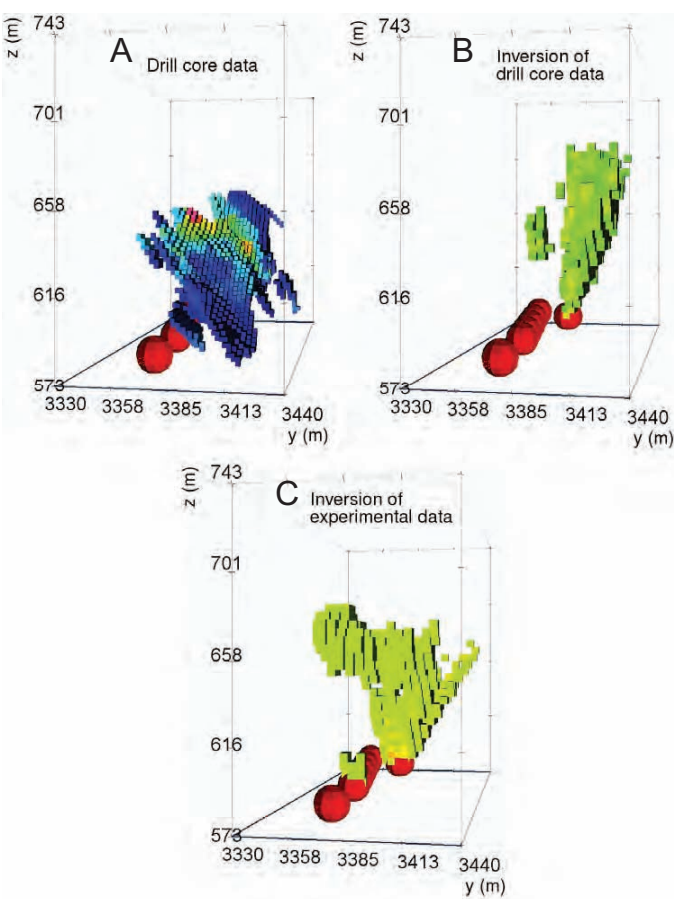 A
Drill core data
z (m)
743
701
658
616
573
3330 3358 3385 3413 3440
y (m)
B
Inversion of
drill core data
z (m)
743
701
658
616
573
3330 3358 3385 3413 3440
y (m)
C
Inversion of
experimental data
z (m)
743
701
658
616
573
3330 3358 3385 3413 3440
y (m)